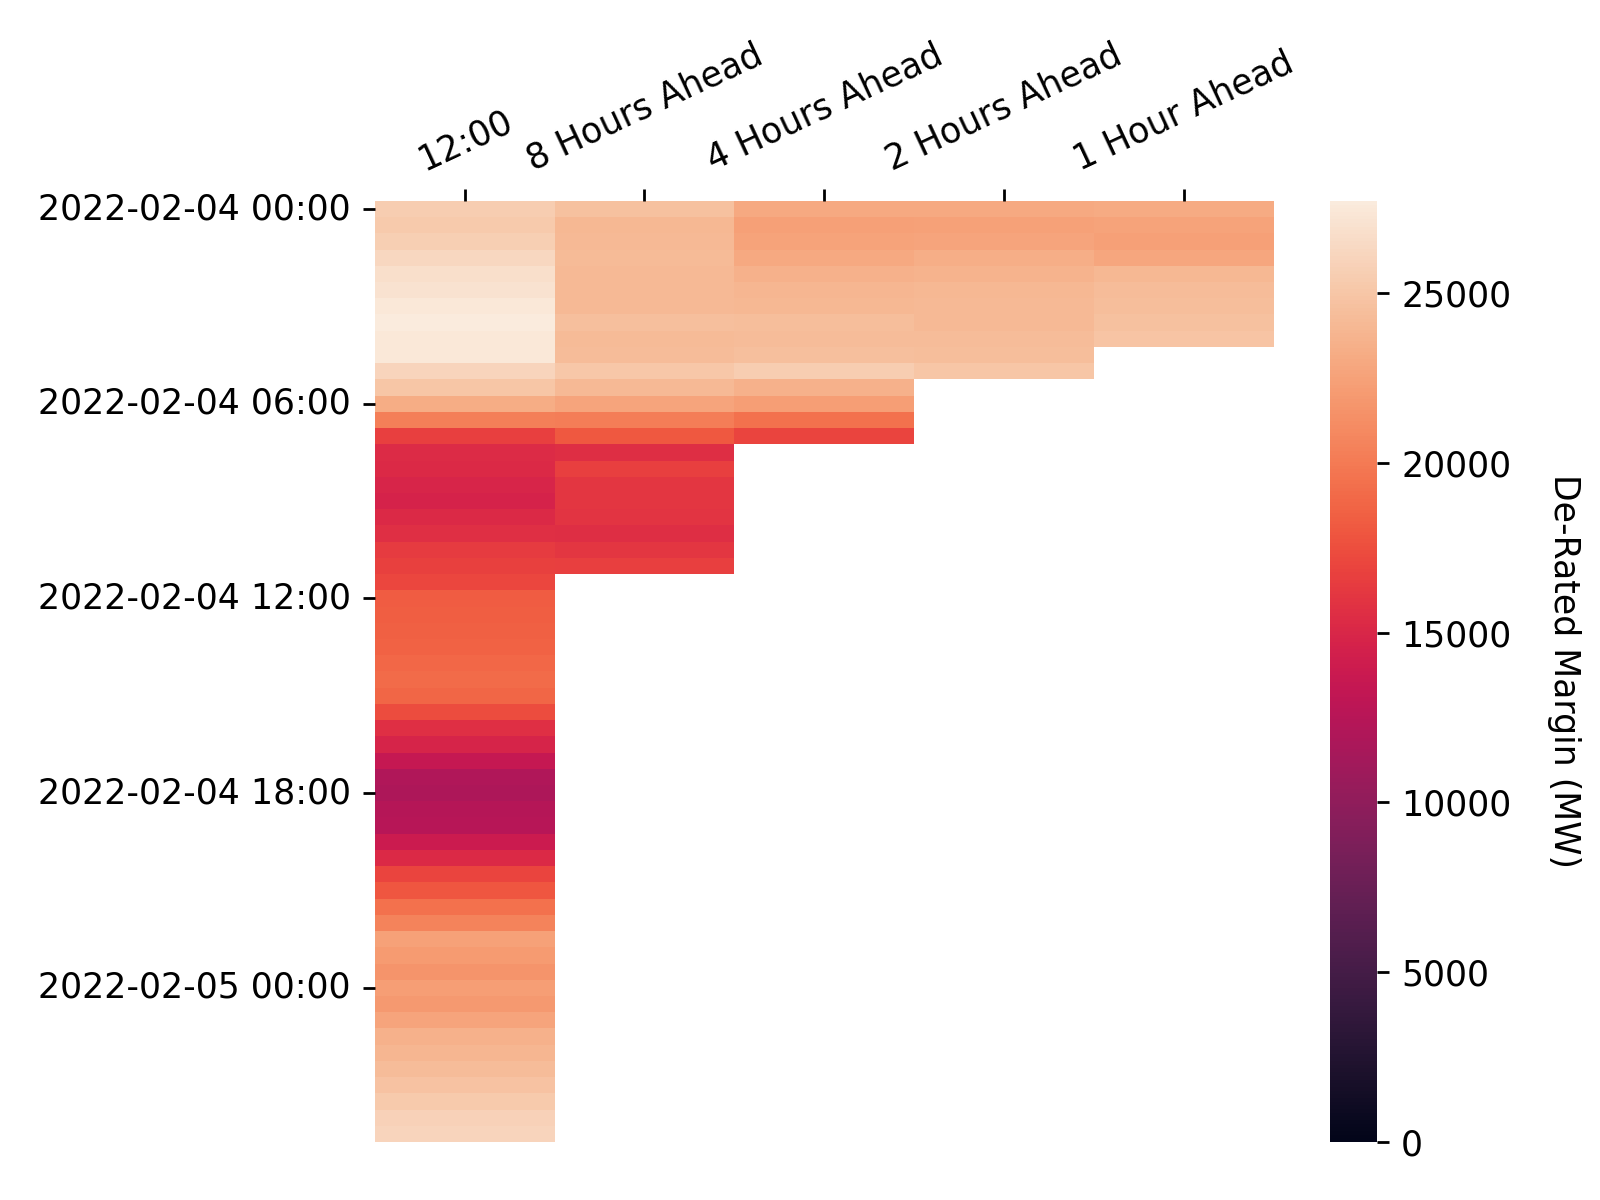 12:00
8 Hours Ahead
4 Hours Ahead
2 Hours Ahead
1 Hour Ahead
2022-02-04 00:00
2022-02-04 06:00
2022-02-04 12:00
2022-02-04 18:00
2022-02-05 00:00
25000
20000
15000
10000
5000
0
De-Rated Margin (MW)